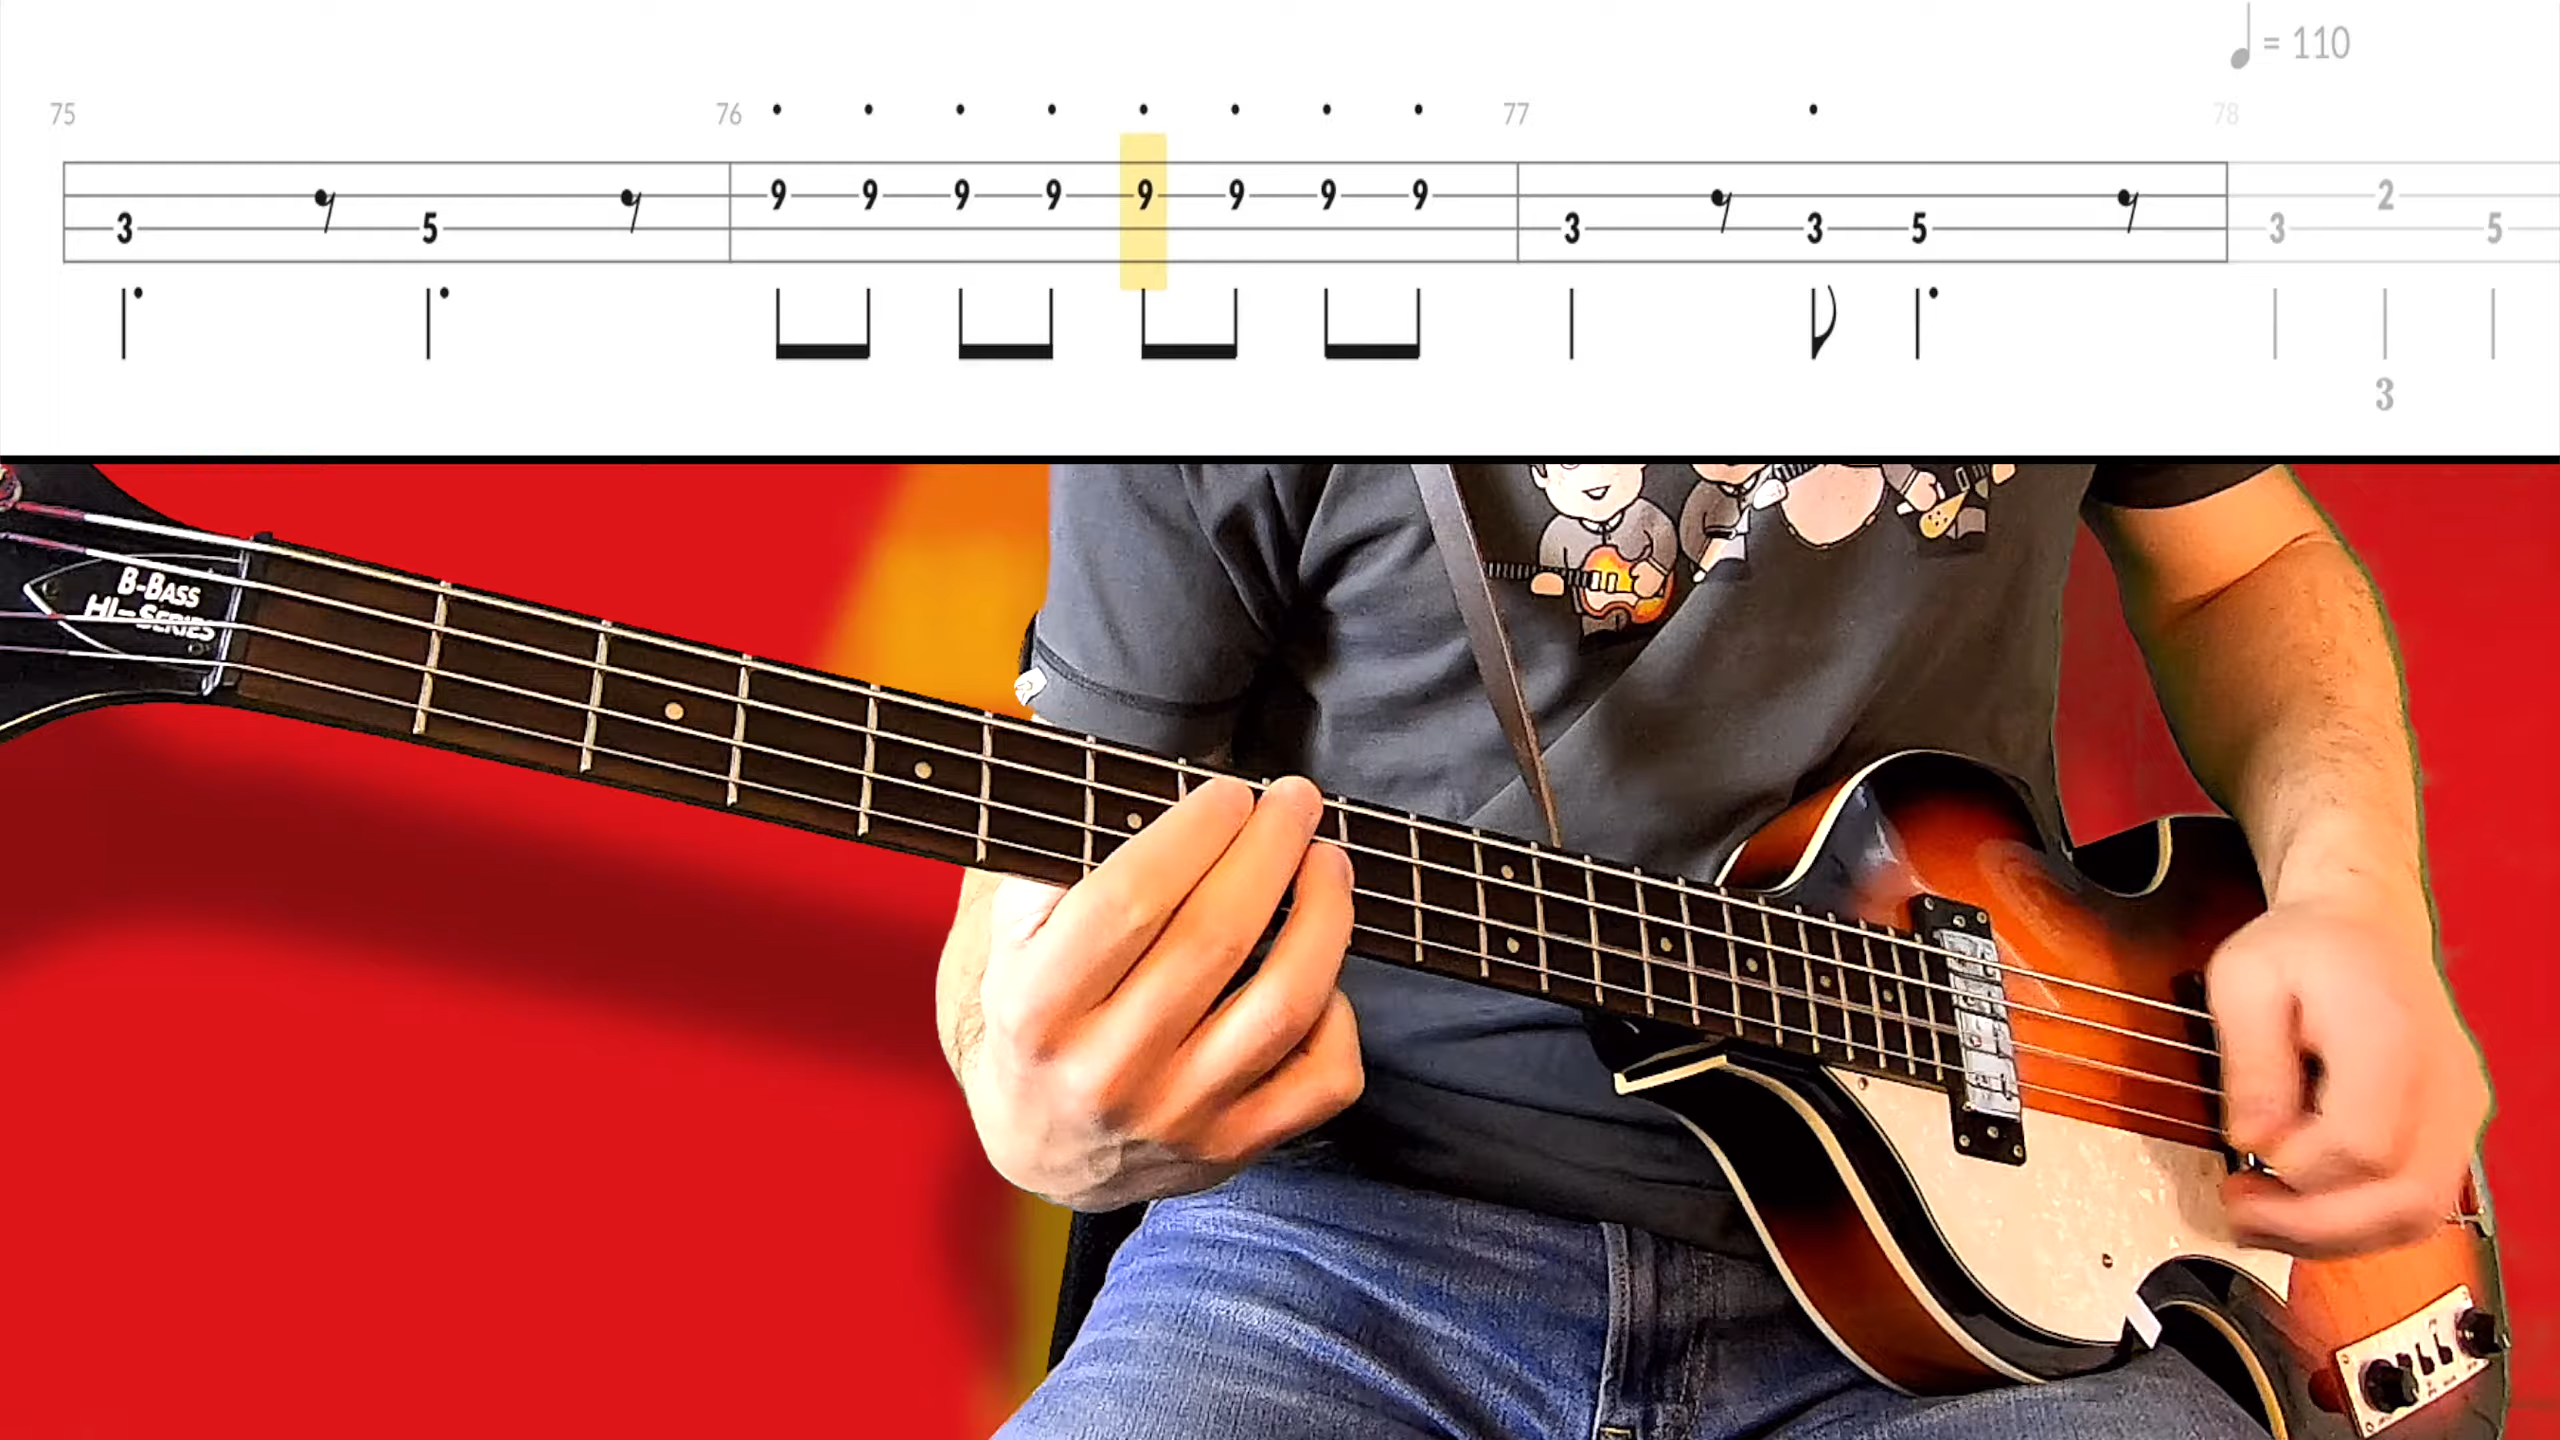 ♩ = 110
75 76 77 78
9 9 9 9 9 9 9 9 2
3 5 3 3 5 3 5
3
B-BASS
HI-SERIES